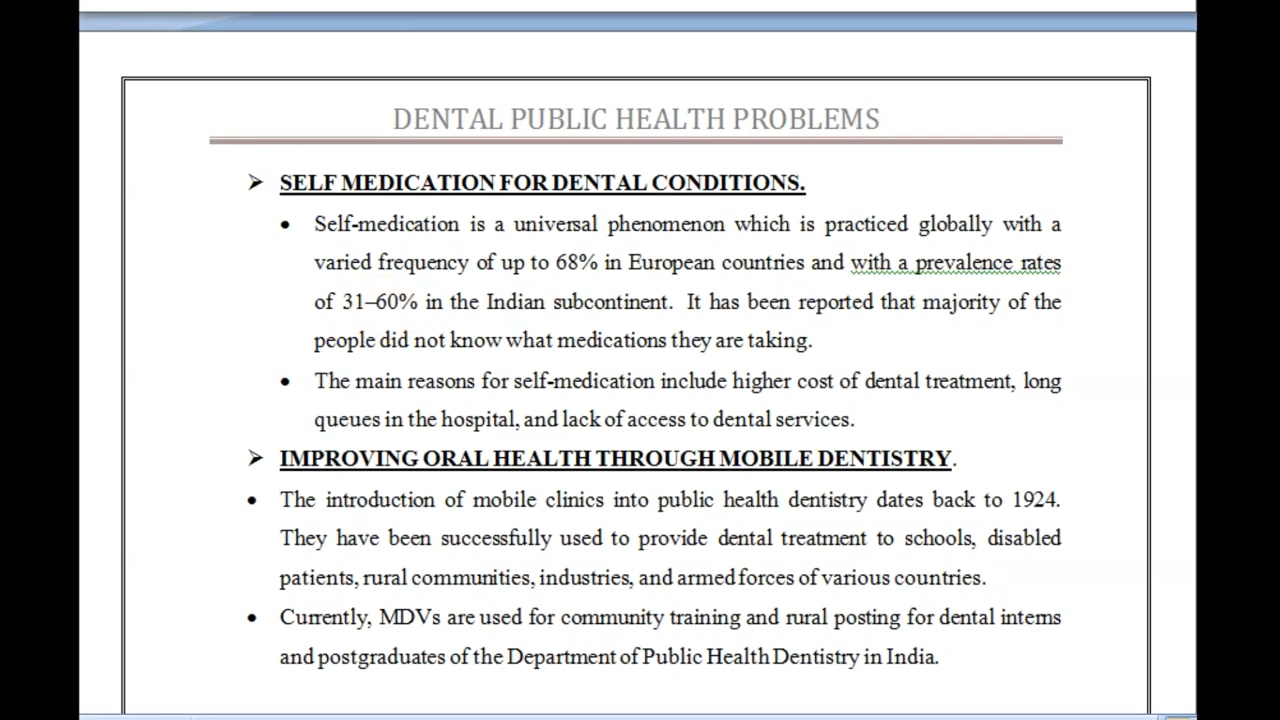 DENTAL PUBLIC HEALTH PROBLEMS
➢ SELF MEDICATION FOR DENTAL CONDITIONS.
• Self-medication is a universal phenomenon which is practiced globally with a
varied frequency of up to 68% in European countries and with a prevalence rates
of 31–60% in the Indian subcontinent. It has been reported that majority of the
people did not know what medications they are taking.
• The main reasons for self-medication include higher cost of dental treatment, long
queues in the hospital, and lack of access to dental services.
➢ IMPROVING ORAL HEALTH THROUGH MOBILE DENTISTRY.
• The introduction of mobile clinics into public health dentistry dates back to 1924.
They have been successfully used to provide dental treatment to schools, disabled
patients, rural communities, industries, and armed forces of various countries.
• Currently, MDVs are used for community training and rural posting for dental interns
and postgraduates of the Department of Public Health Dentistry in India.